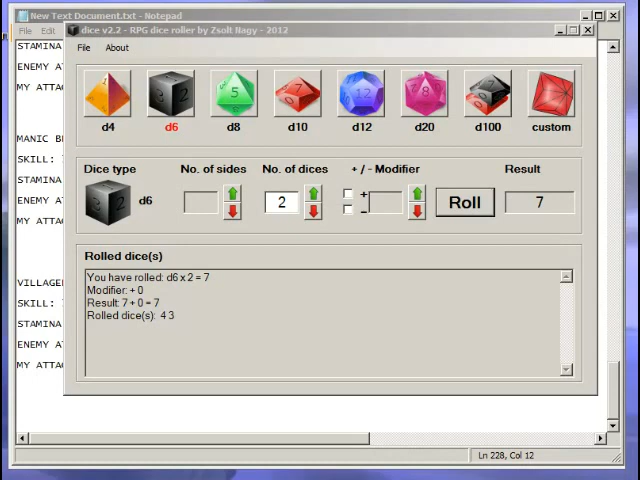 New Text Document.txt - Notepad
File Edit
dice v2.2 - RPG dice roller by Zsolt Nagy - 2012
File About
d4 d6 d8 d10 d12 d20 d100 custom
Dice type No. of sides No. of dices + / - Modifier Result
d6 2 + - Roll 7
Rolled dice(s)
You have rolled: d6 x 2 = 7
Modifier: + 0
Result: 7 + 0 = 7
Rolled dice(s): 4 3
STAMINA
ENEMY AT
MY ATTAC
MANIC BE
SKILL:
STAMINA
ENEMY AT
MY ATTAC
VILLAGER
SKILL:
STAMINA
ENEMY AT
MY ATTAC
Ln 228, Col 12